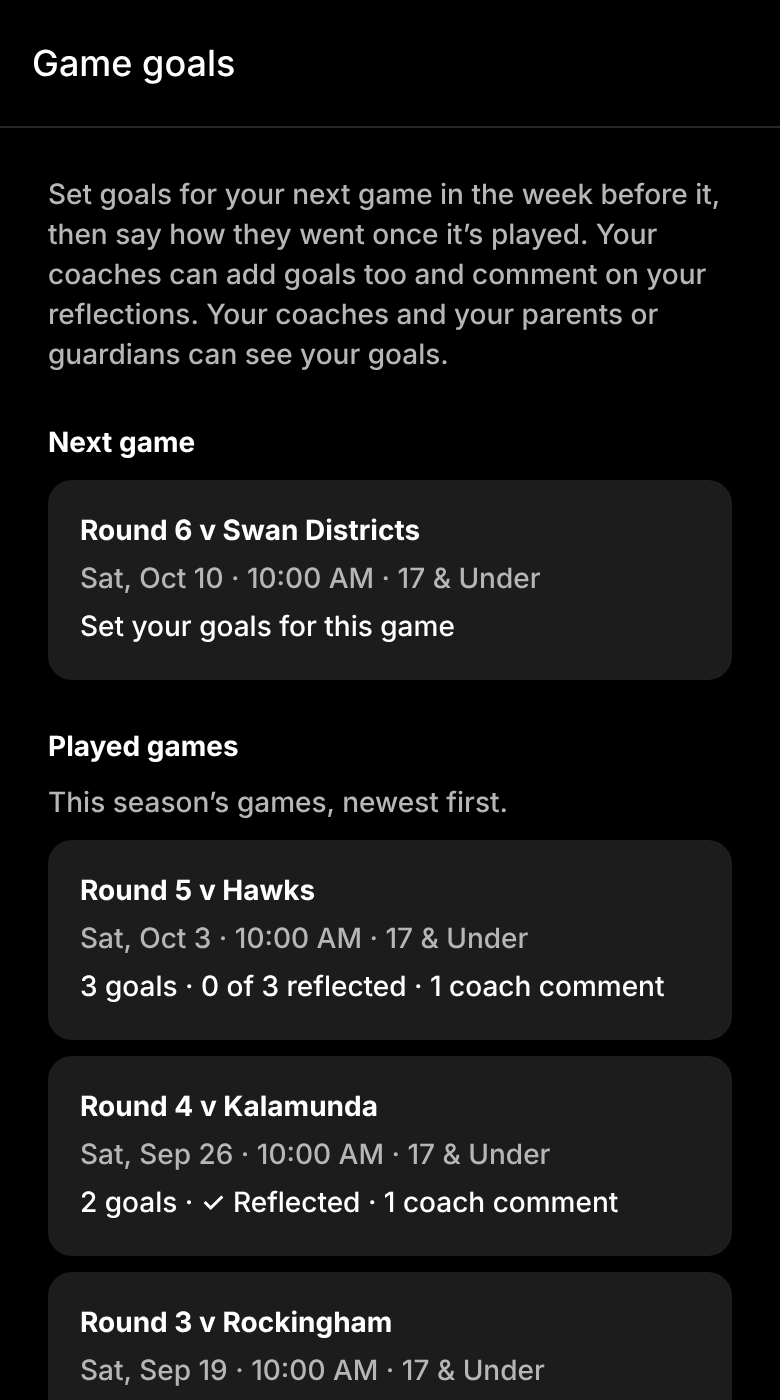 Game goals
Set goals for your next game in the week before it,
then say how they went once it’s played. Your
coaches can add goals too and comment on your
reflections. Your coaches and your parents or
guardians can see your goals.
Next game
Round 6 v Swan Districts
Sat, Oct 10 · 10:00 AM · 17 & Under
Set your goals for this game
Played games
This season’s games, newest first.
Round 5 v Hawks
Sat, Oct 3 · 10:00 AM · 17 & Under
3 goals · 0 of 3 reflected · 1 coach comment
Round 4 v Kalamunda
Sat, Sep 26 · 10:00 AM · 17 & Under
2 goals · ✓ Reflected · 1 coach comment
Round 3 v Rockingham
Sat, Sep 19 · 10:00 AM · 17 & Under